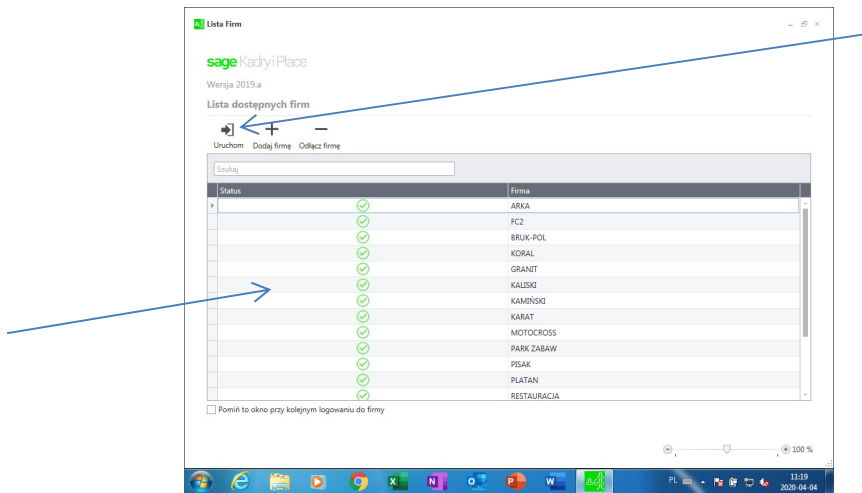 Lista Firm
sage Kadry i Płace
Wersja 2019.a
Lista dostępnych firm
Uruchom Dodaj firmę Odłącz firmę
Szukaj
Status Firma
ARKA
FC2
BRUK-POL
KORAL
GRANIT
KALISKI
KAMIŃSKI
KARAT
MOTOCROSS
PARK ZABAW
PISAK
PLATAN
RESTAURACJA
Pomiń to okno przy kolejnym logowaniu do firmy
100 %
PL 11:19
2020-04-04